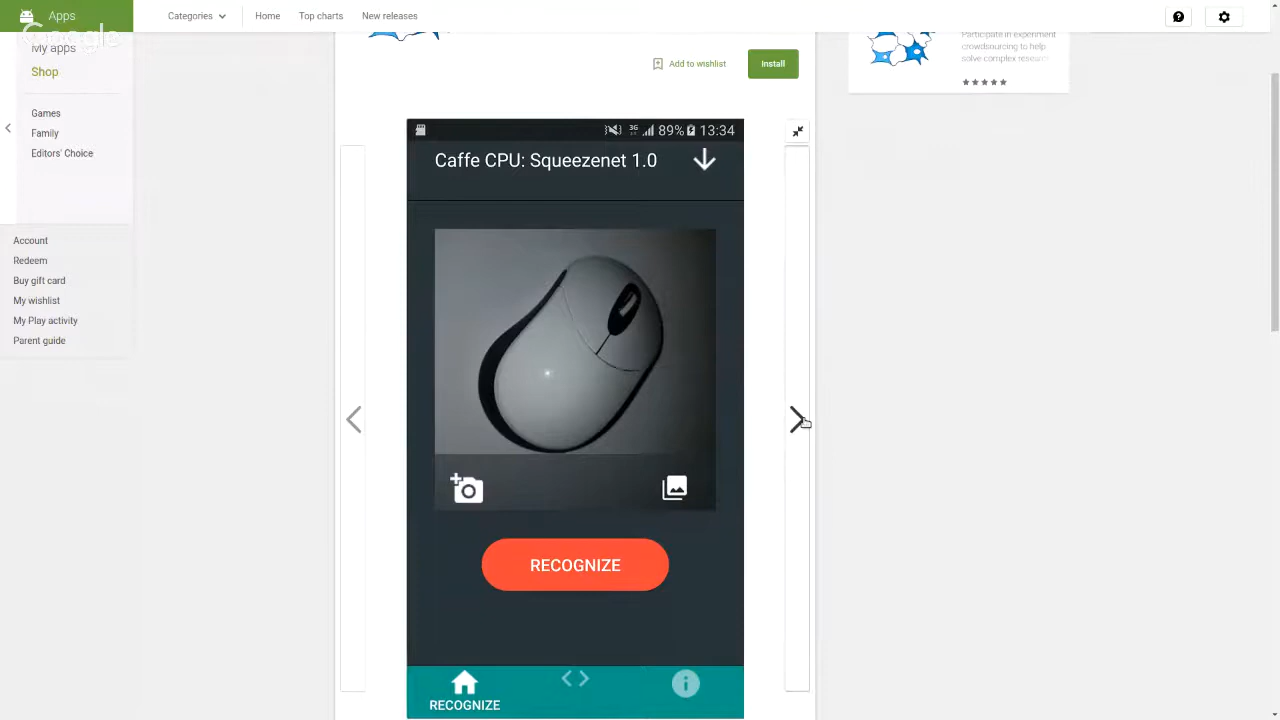 Apps
Categories
Home
Top charts
New releases
Google
My apps
Shop
Games
Family
Editors' Choice
Account
Redeem
Buy gift card
My wishlist
My Play activity
Parent guide
Add to wishlist
Install
Participate in experiment
crowdsourcing to help
solve complex
3G
89%
13:34
Caffe CPU: Squeezenet 1.0
RECOGNIZE
RECOGNIZE